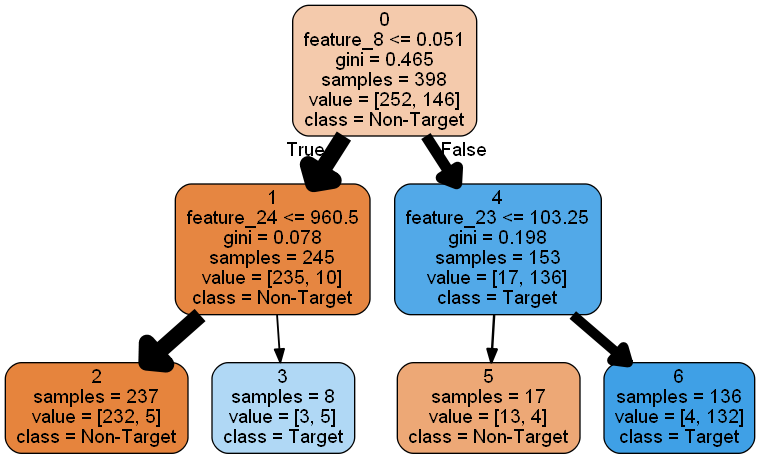 0
feature_8 <= 0.051
gini = 0.465
samples = 398
value = [252, 146]
class = Non-Target
True
False
1
feature_24 <= 960.5
gini = 0.078
samples = 245
value = [235, 10]
class = Non-Target
4
feature_23 <= 103.25
gini = 0.198
samples = 153
value = [17, 136]
class = Target
2
samples = 237
value = [232, 5]
class = Non-Target
3
samples = 8
value = [3, 5]
class = Target
5
samples = 17
value = [13, 4]
class = Non-Target
6
samples = 136
value = [4, 132]
class = Target